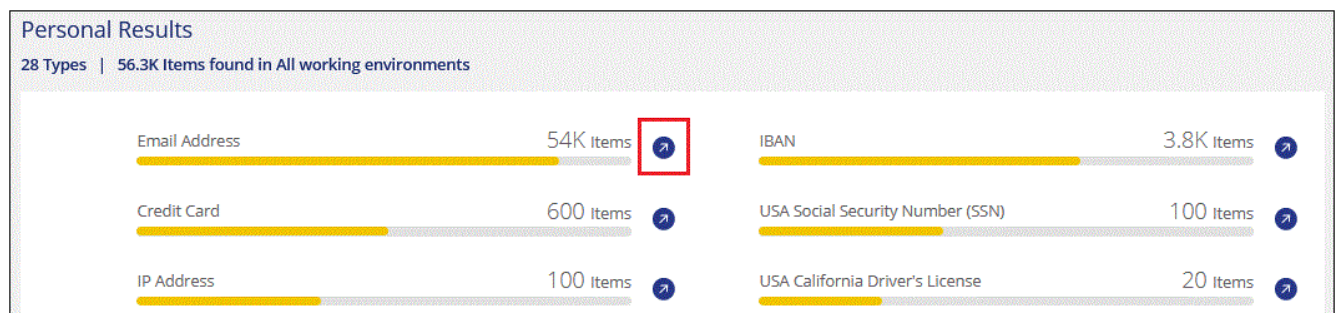 Personal Results
28 Types | 56.3K Items found in All working environments
Email Address 54K Items
IBAN 3.8K Items
Credit Card 600 Items
USA Social Security Number (SSN) 100 Items
IP Address 100 Items
USA California Driver's License 20 Items